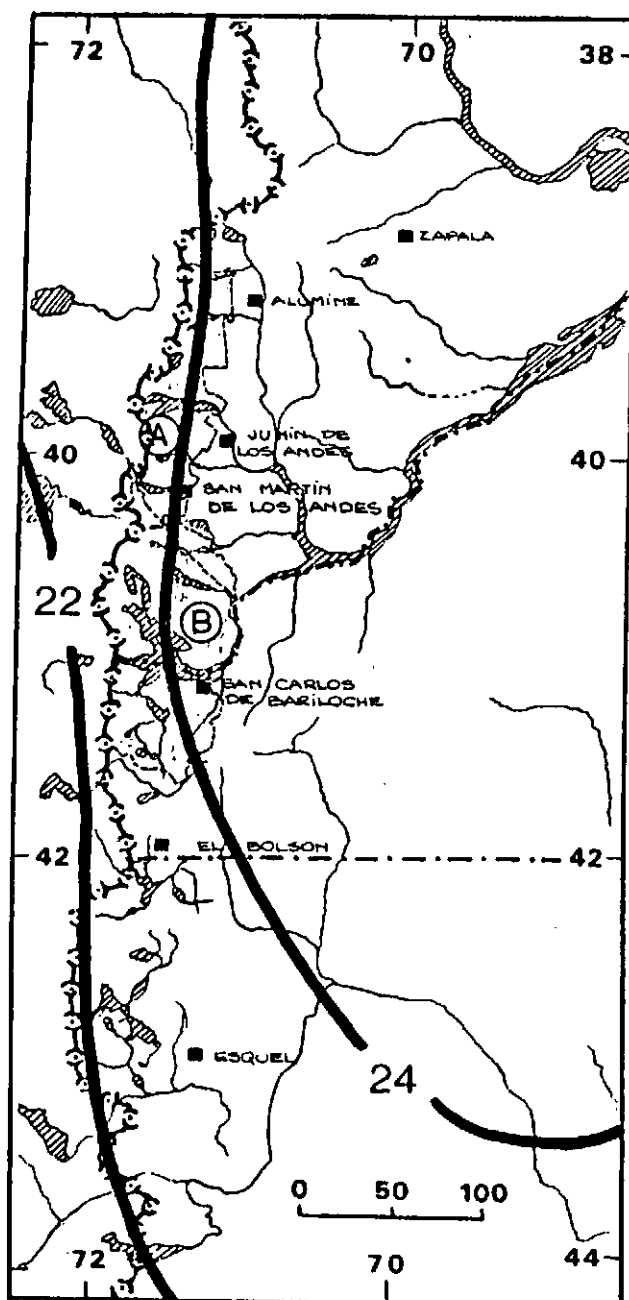 72
70
38
ZAPALA
ALUMINE
A
JUNIN DE
LOS ANDES
40
40
SAN MARTIN
DE LOS ANDES
22
B
SAN CARLOS
DE BARILOCHE
42
EL BOLSON
42
ESQUEL
24
0 50 100
72
70
44